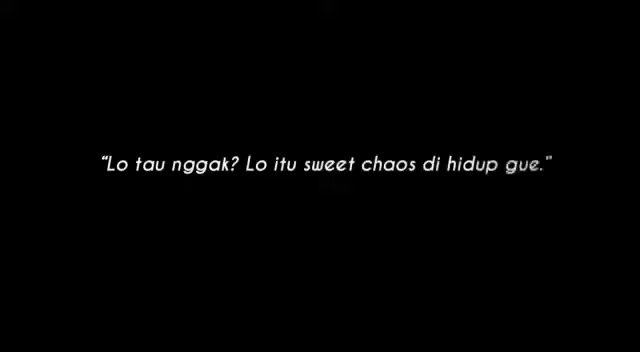 “Lo tau nggak? Lo itu sweet chaos di hidup gue.”